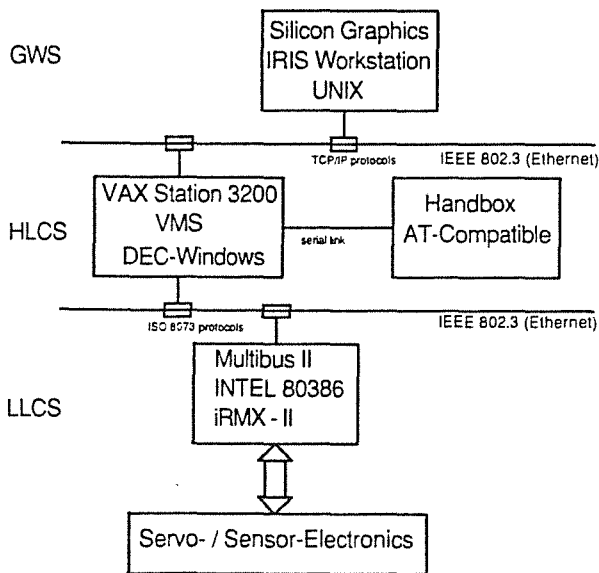 GWS
Silicon Graphics
IRIS Workstation
UNIX
TCP/IP protocols
IEEE 802.3 (Ethernet)
HLCS
VAX Station 3200
VMS
DEC-Windows
serial link
Handbox
AT-Compatible
ISO 8073 protocols
IEEE 802.3 (Ethernet)
LLCS
Multibus II
INTEL 80386
iRMX - II
Servo- / Sensor-Electronics